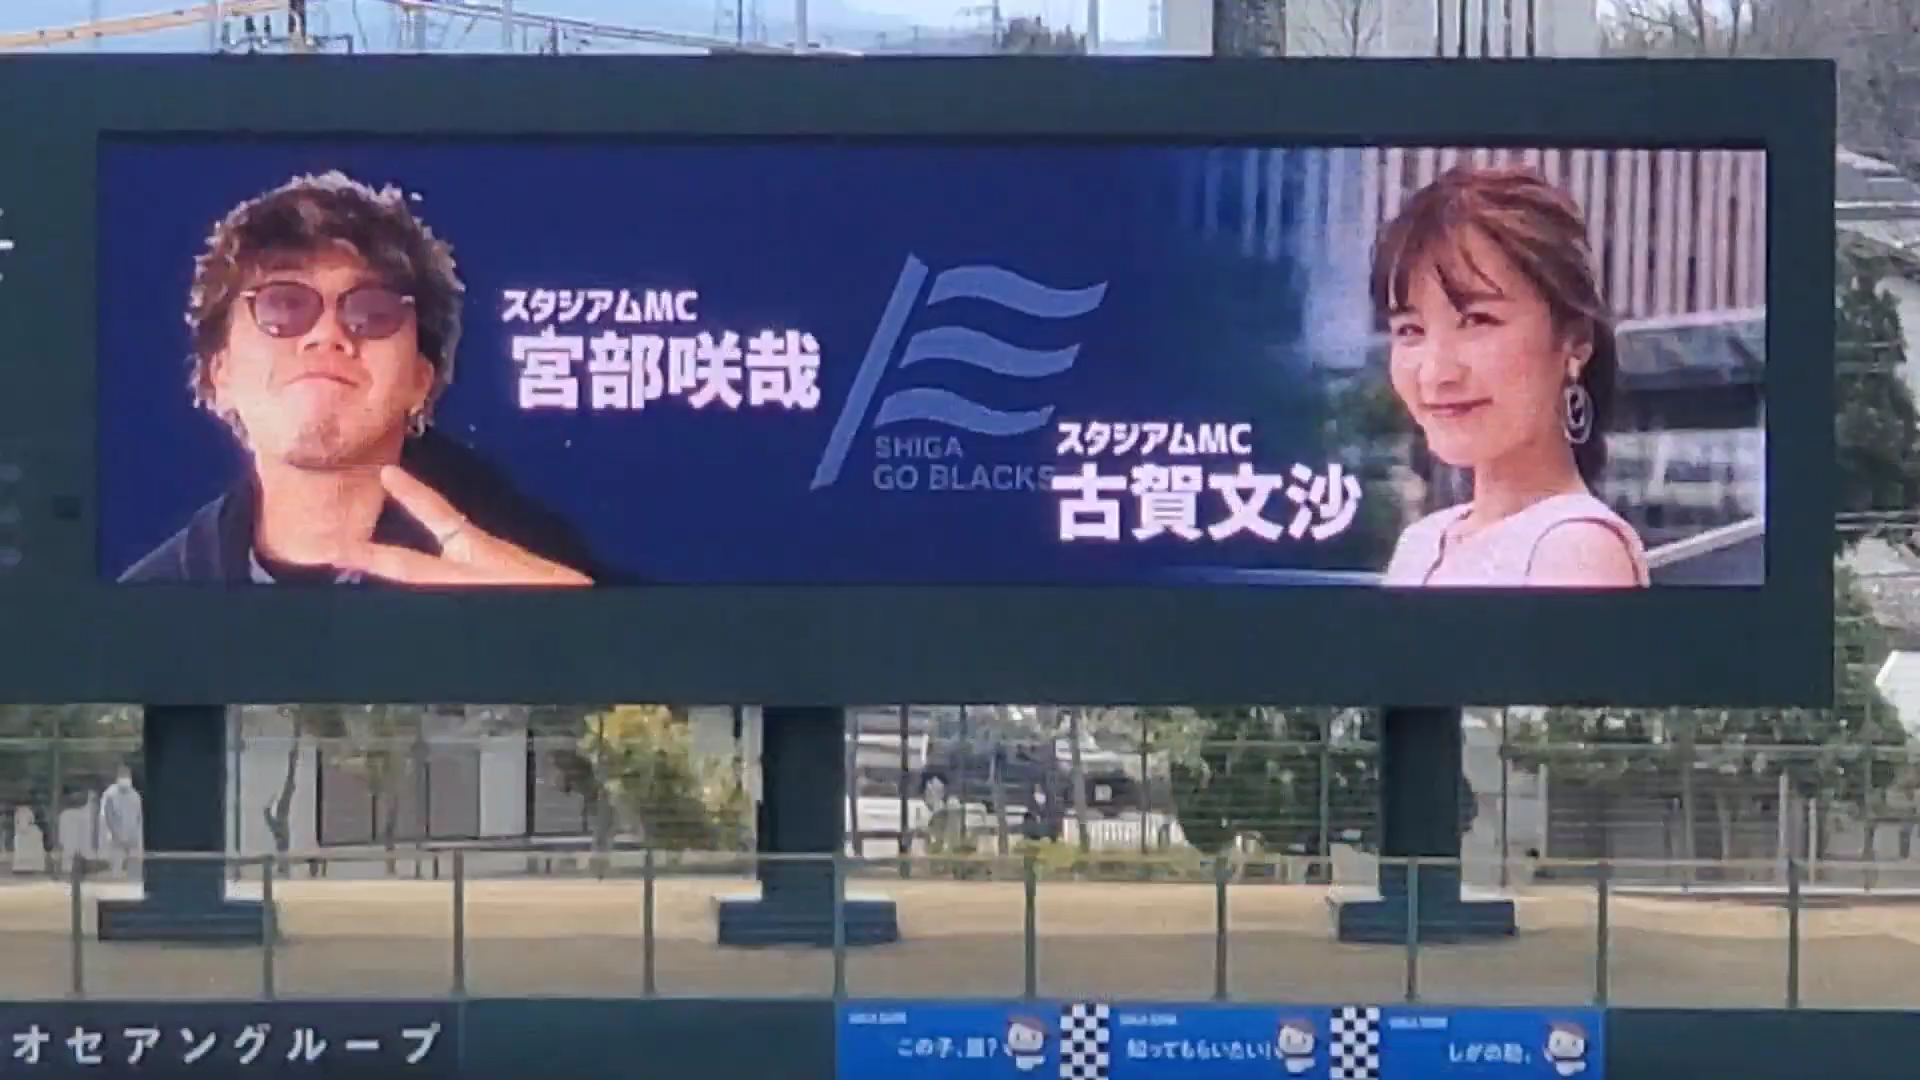 スタジアムMC
宮部咲哉
SHIGA
GO BLACKS
スタジアムMC
古賀文沙
オセアングループ
この子、誰?
知ってもらいたい!
しがの助。